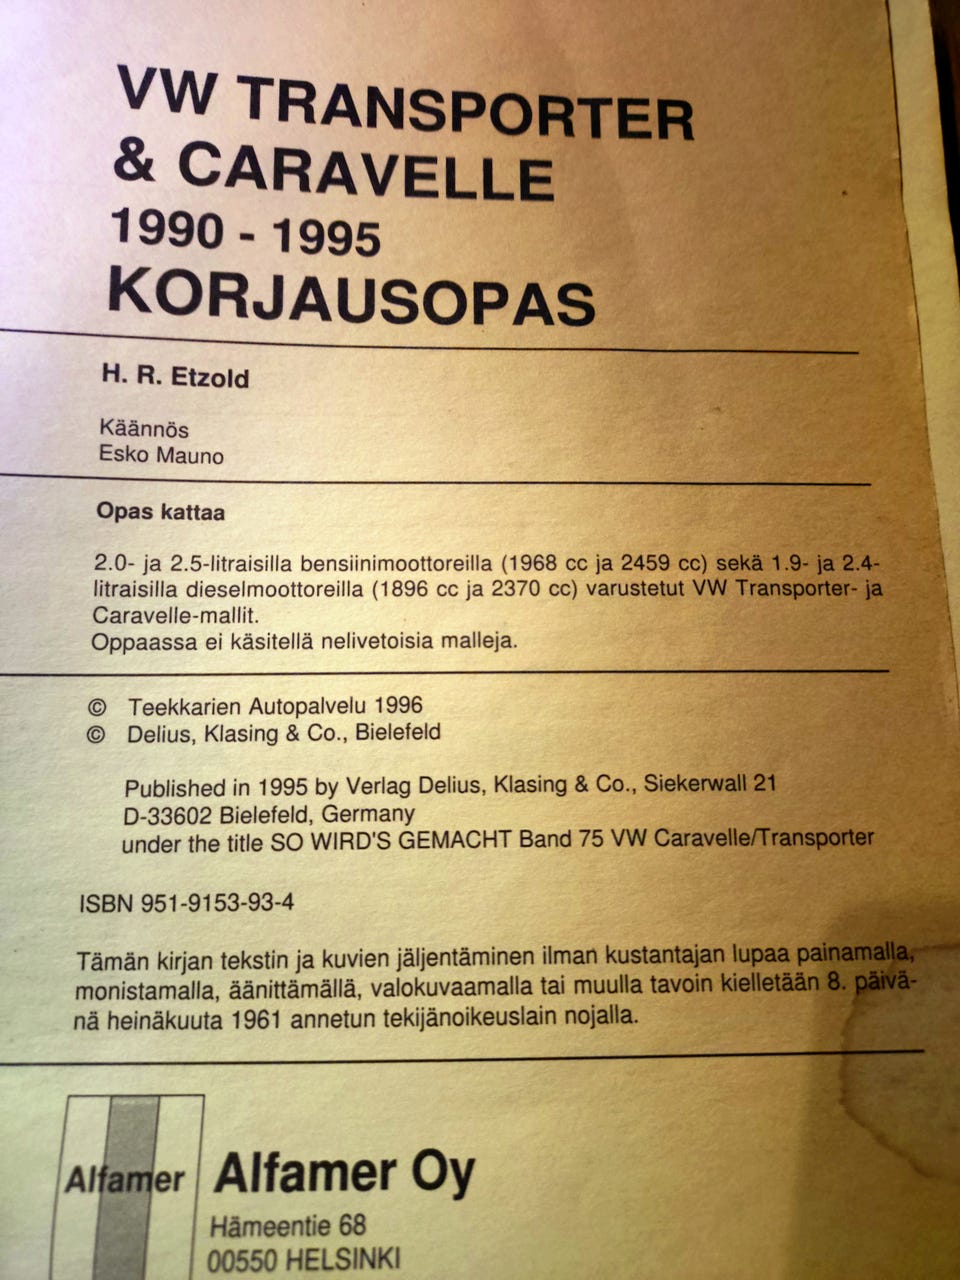 VW TRANSPORTER
& CARAVELLE
1990 - 1995
KORJAUSOPAS
H. R. Etzold
Käännös
Esko Mauno
Opas kattaa
2.0- ja 2.5-litraisilla bensiinimoottoreilla (1968 cc ja 2459 cc) sekä 1.9- ja 2.4-
litraisilla dieselmoottoreilla (1896 cc ja 2370 cc) varustetut VW Transporter- ja
Caravelle-mallit.
Oppaassa ei käsitellä nelivetoisia malleja.
© Teekkarien Autopalvelu 1996
© Delius, Klasing & Co., Bielefeld
Published in 1995 by Verlag Delius, Klasing & Co., Siekerwall 21
D-33602 Bielefeld, Germany
under the title SO WIRD'S GEMACHT Band 75 VW Caravelle/Transporter
ISBN 951-9153-93-4
Tämän kirjan tekstin ja kuvien jäljentäminen ilman kustantajan lupaa painamalla,
monistamalla, äänittämällä, valokuvaamalla tai muulla tavoin kielletään 8. päivä-
nä heinäkuuta 1961 annetun tekijänoikeuslain nojalla.
Alfamer
Alfamer Oy
Hämeentie 68
00550 HELSINKI